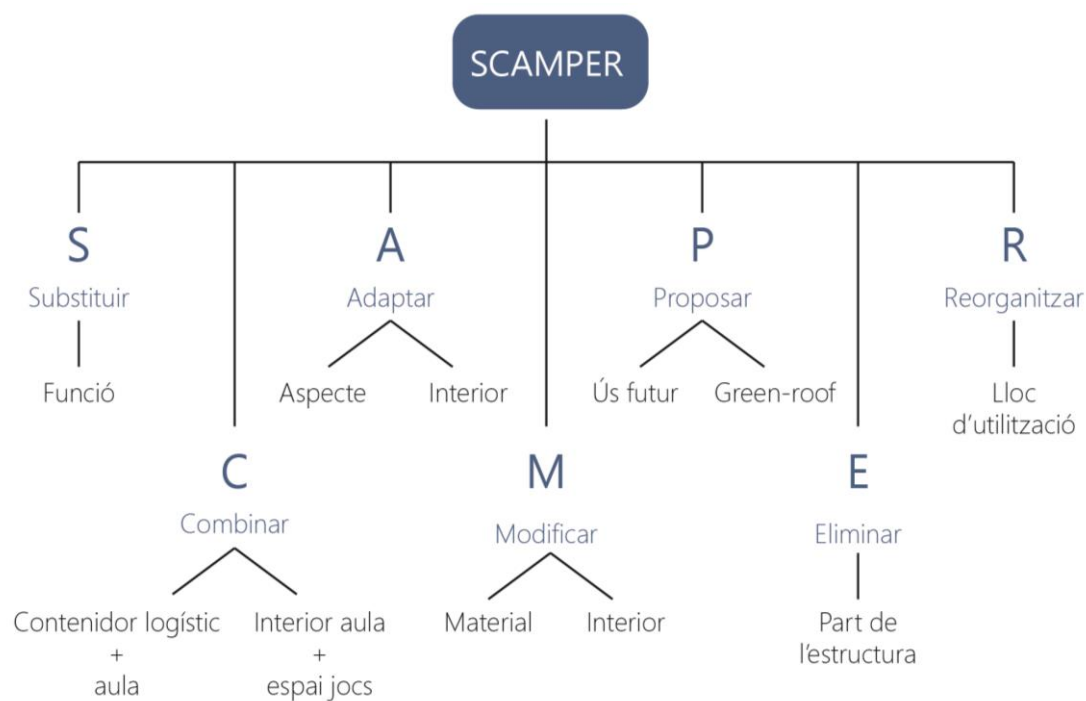 SCAMPER
S
Substituir
Funció
C
Combinar
Contenidor logístic
+
aula
Interior aula
+
espai jocs
A
Adaptar
Aspecte
Interior
M
Modificar
Material
Interior
P
Proposar
Ús futur
Green-roof
E
Eliminar
Part de
l'estructura
R
Reorganitzar
Lloc
d'utilització